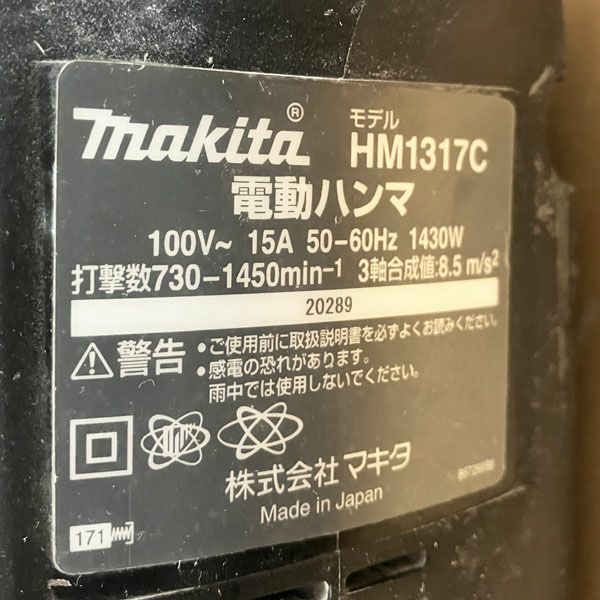 makita®
モデル
HM1317C
電動ハンマ
100V~ 15A 50-60Hz 1430W
打撃数730-1450min-1 3軸合成値:8.5 m/s2
20289
警告 •ご使用前に取扱説明書を必ずよくお読みください。
•感電の恐れがあります。
雨中では使用しないでください。
株式会社 マキタ
Made in Japan
171